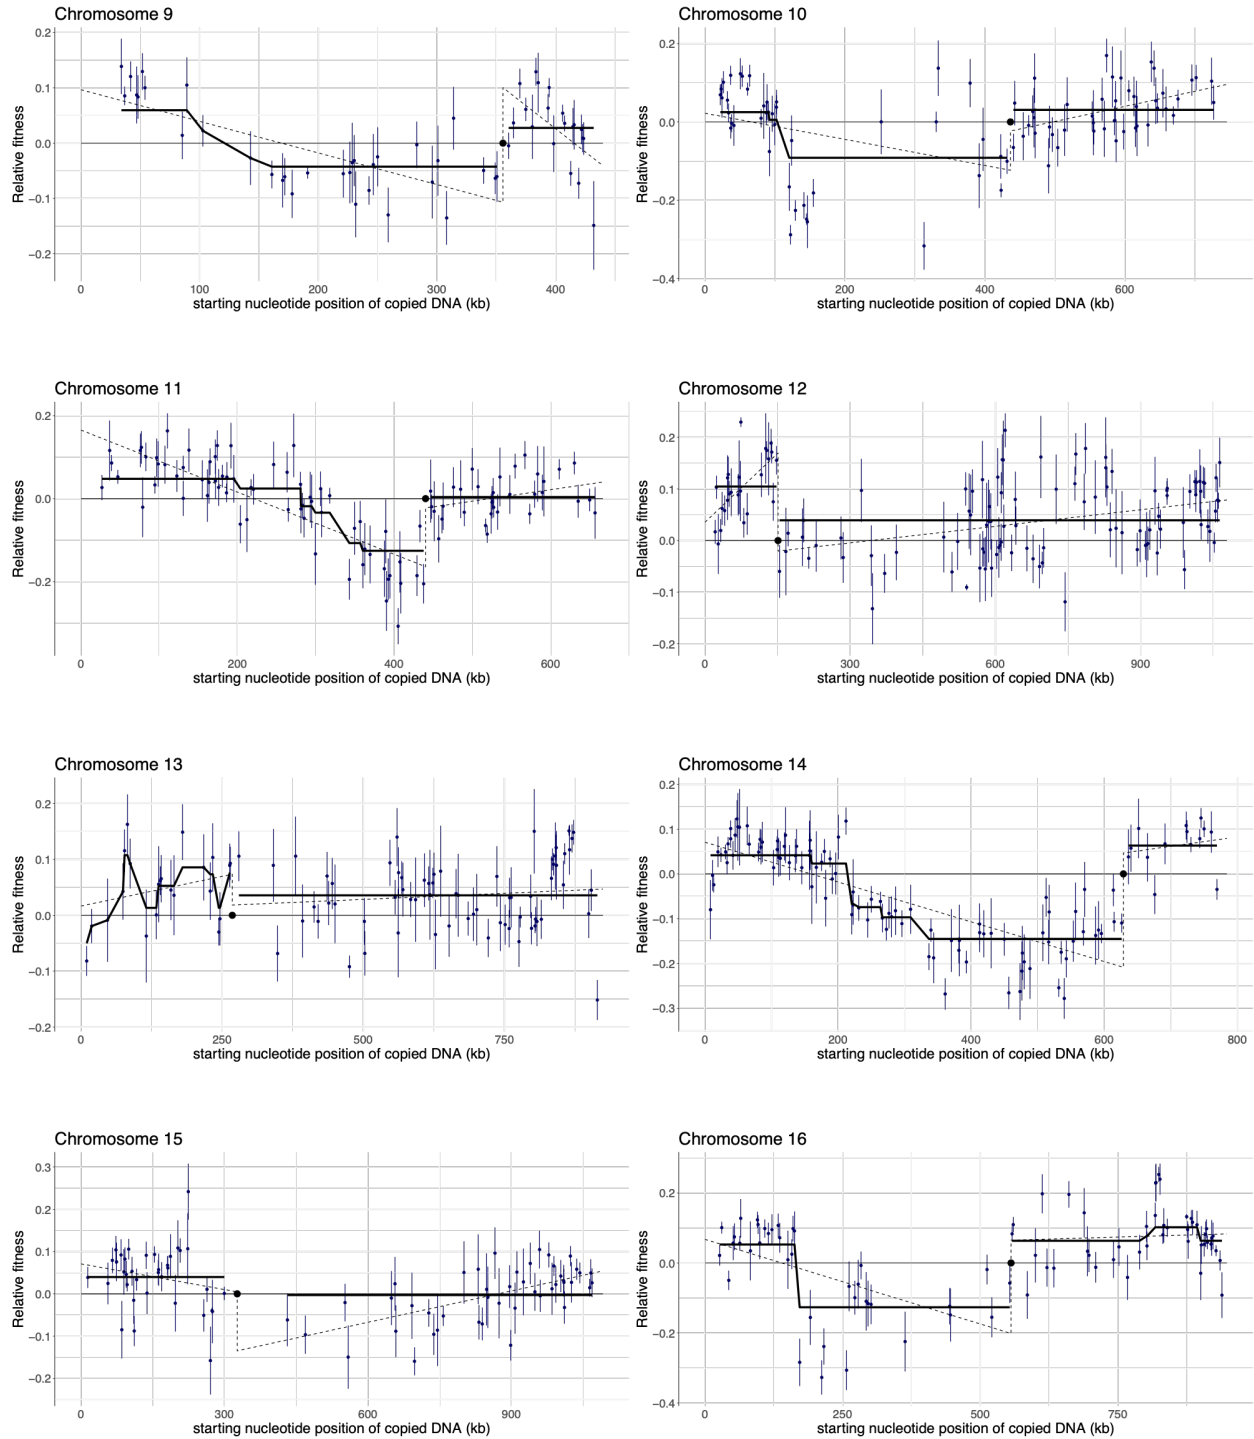 Chromosome 9
Relative fitness
0.2
0.1
0.0
−0.1
−0.2
0 100 200 300 400
starting nucleotide position of copied DNA (kb)
Chromosome 10
Relative fitness
0.2
0.0
−0.2
−0.4
0 200 400 600
starting nucleotide position of copied DNA (kb)
Chromosome 11
Relative fitness
0.2
0.0
−0.2
0 200 400 600
starting nucleotide position of copied DNA (kb)
Chromosome 12
Relative fitness
0.2
0.1
0.0
−0.1
−0.2
0 300 600 900
starting nucleotide position of copied DNA (kb)
Chromosome 13
Relative fitness
0.2
0.1
0.0
−0.1
−0.2
0 250 500 750
starting nucleotide position of copied DNA (kb)
Chromosome 14
Relative fitness
0.2
0.1
0.0
−0.1
−0.2
−0.3
0 200 400 600 800
starting nucleotide position of copied DNA (kb)
Chromosome 15
Relative fitness
0.3
0.2
0.1
0.0
−0.1
−0.2
0 300 600 900
starting nucleotide position of copied DNA (kb)
Chromosome 16
Relative fitness
0.2
0.0
−0.2
−0.4
0 250 500 750
starting nucleotide position of copied DNA (kb)